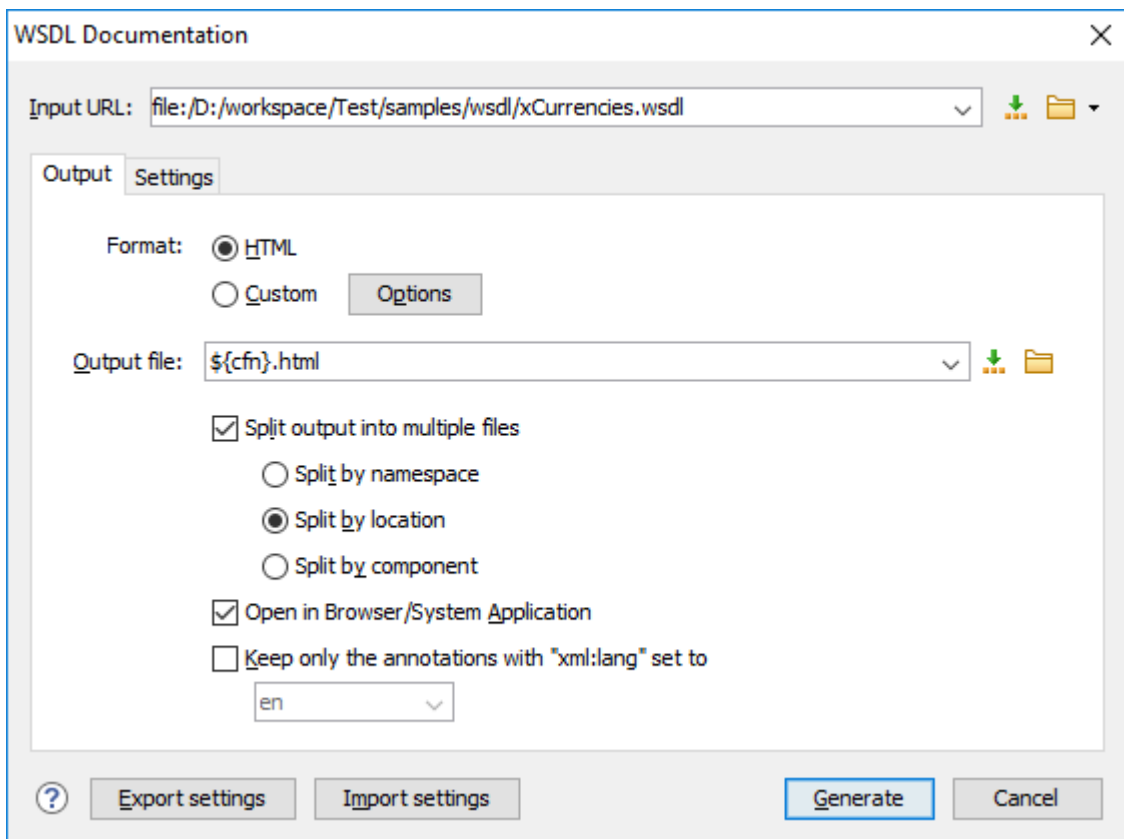 WSDL Documentation
Input URL: file:/D:/workspace/Test/samples/wsdl/xCurrencies.wsdl
Output Settings
Format: HTML
Custom Options
Output file: ${cfn}.html
Split output into multiple files
Split by namespace
Split by location
Split by component
Open in Browser/System Application
Keep only the annotations with "xml:lang" set to
en
? Export settings Import settings Generate Cancel